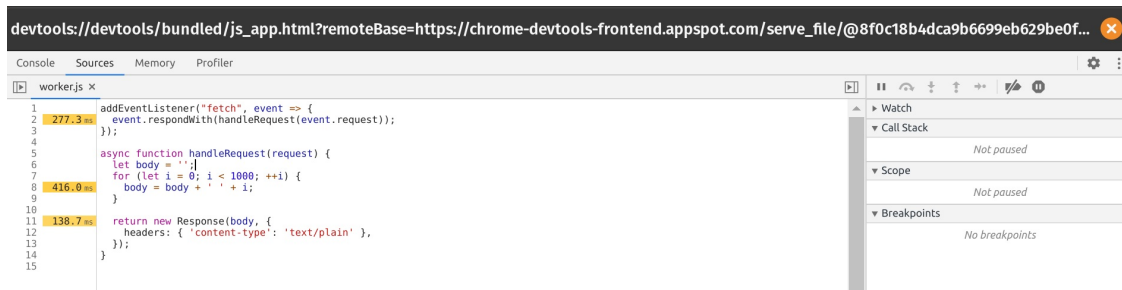 devtools://devtools/bundled/js_app.html?remoteBase=https://chrome-devtools-frontend.appspot.com/serve_file/@8f0c18b4dca9b6699eb629be0f...
Console Sources Memory Profiler
worker.js ×
1 addEventListener("fetch", event => {
2 277.3 ms event.respondWith(handleRequest(event.request));
3 });
4
5 async function handleRequest(request) {
6 let body = '';
7 for (let i = 0; i < 1000; ++i) {
8 416.0 ms body = body + ' ' + i;
9 }
10
11 138.7 ms return new Response(body, {
12 headers: { 'content-type': 'text/plain' },
13 });
14 }
15
Watch
Call Stack
Not paused
Scope
Not paused
Breakpoints
No breakpoints